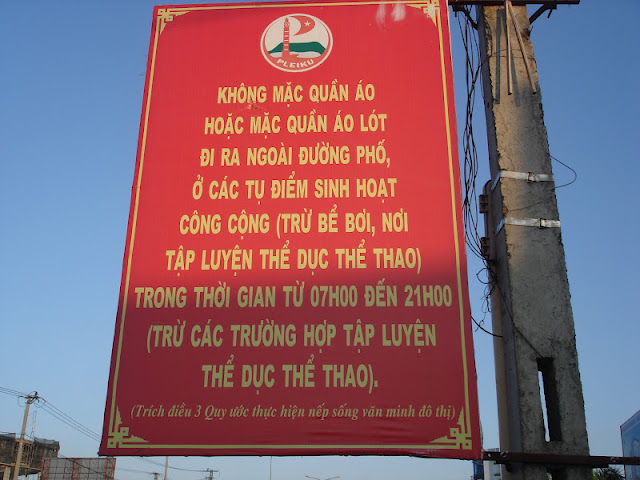 PLEIKU
KHÔNG MẶC QUẦN ÁO
HOẶC MẶC QUẦN ÁO LÓT
ĐI RA NGOÀI ĐƯỜNG PHỐ,
Ở CÁC TỤ ĐIỂM SINH HOẠT
CÔNG CỘNG (TRỪ BỂ BƠI, NƠI
TẬP LUYỆN THỂ DỤC THỂ THAO)
TRONG THỜI GIAN TỪ 07H00 ĐẾN 21H00
(TRỪ CÁC TRƯỜNG HỢP TẬP LUYỆN
THỂ DỤC THỂ THAO).
(Trích điều 3 Quy ước thực hiện nếp sống văn minh đô thị)